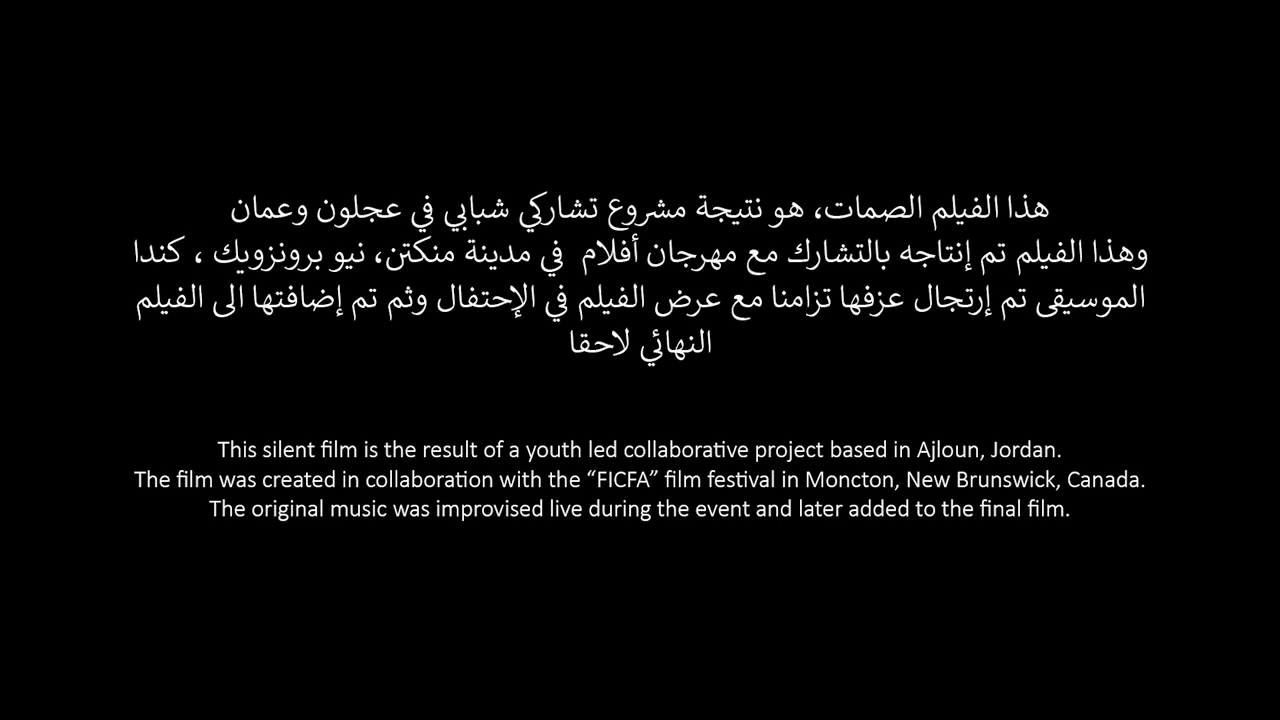 هذا الفيلم الصمات، هو نتيجة مشروع تشاركي شبابي في عجلون وعمان
وهذا الفيلم تم إنتاجه بالتشارك مع مهرجان أفلام في مدينة منكتن، نيو برونزويك ، كندا
الموسيقى تم إرتجال عزفها تزامنا مع عرض الفيلم في الإحتفال وثم تم إضافتها الى الفيلم
النهائي لاحقا
This silent film is the result of a youth led collaborative project based in Ajloun, Jordan.
The film was created in collaboration with the “FICFA” film festival in Moncton, New Brunswick, Canada.
The original music was improvised live during the event and later added to the final film.